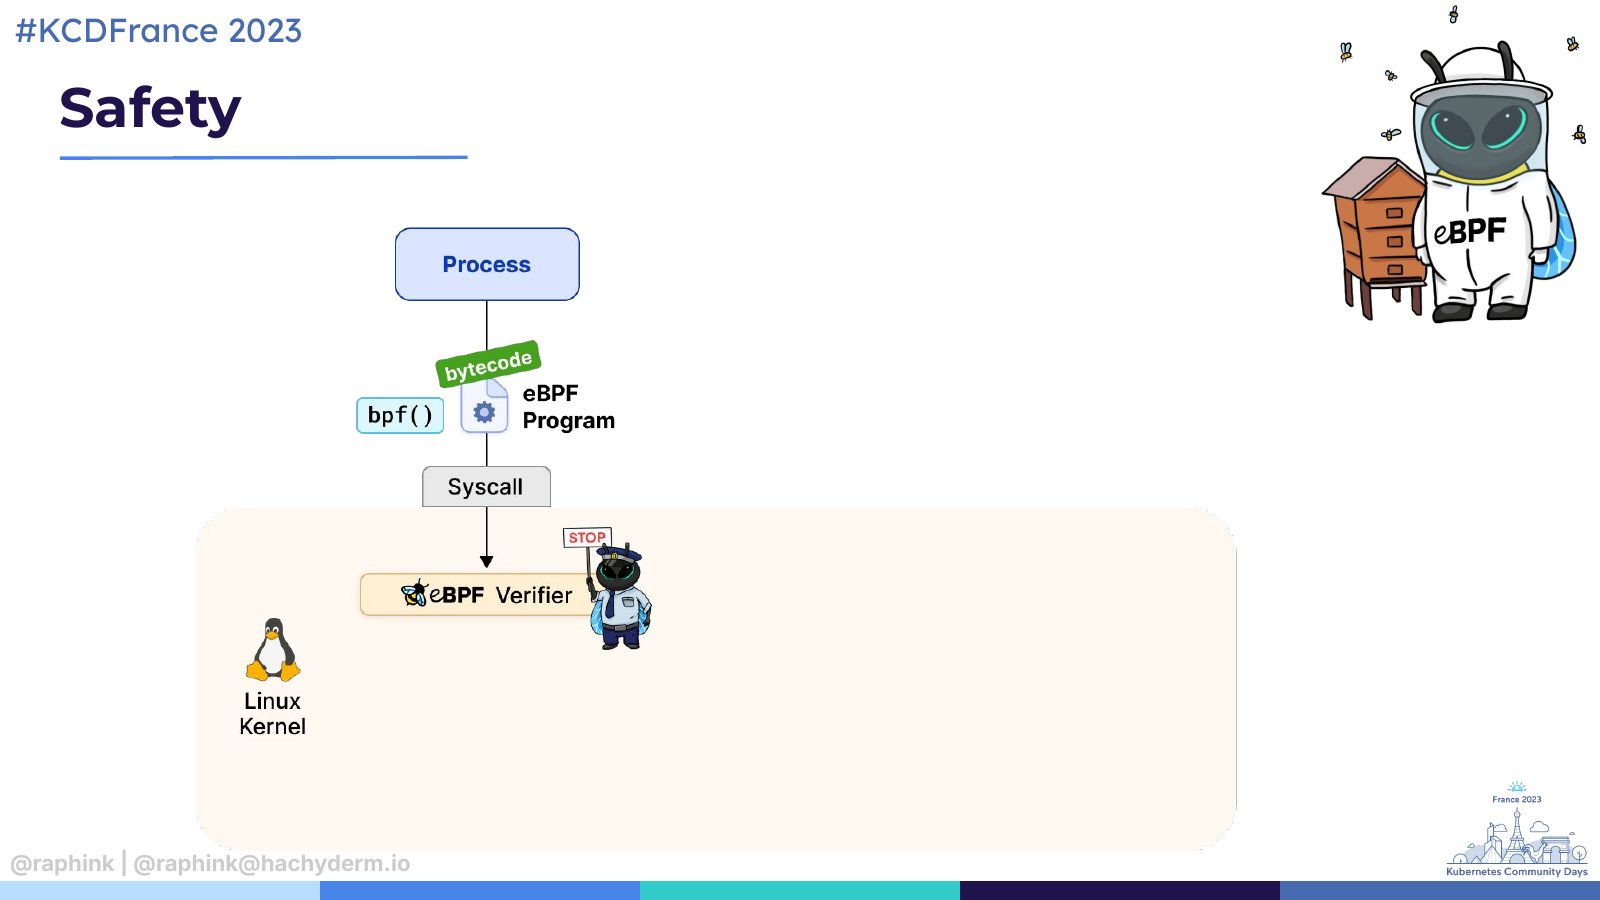 #KCDFrance 2023
Safety
eBPF
Process
bytecode
bpf()
eBPF
Program
Syscall
STOP
eBPF Verifier
Linux
Kernel
France 2023
Kubernetes Community Days
@raphink | @raphink@hachyderm.io